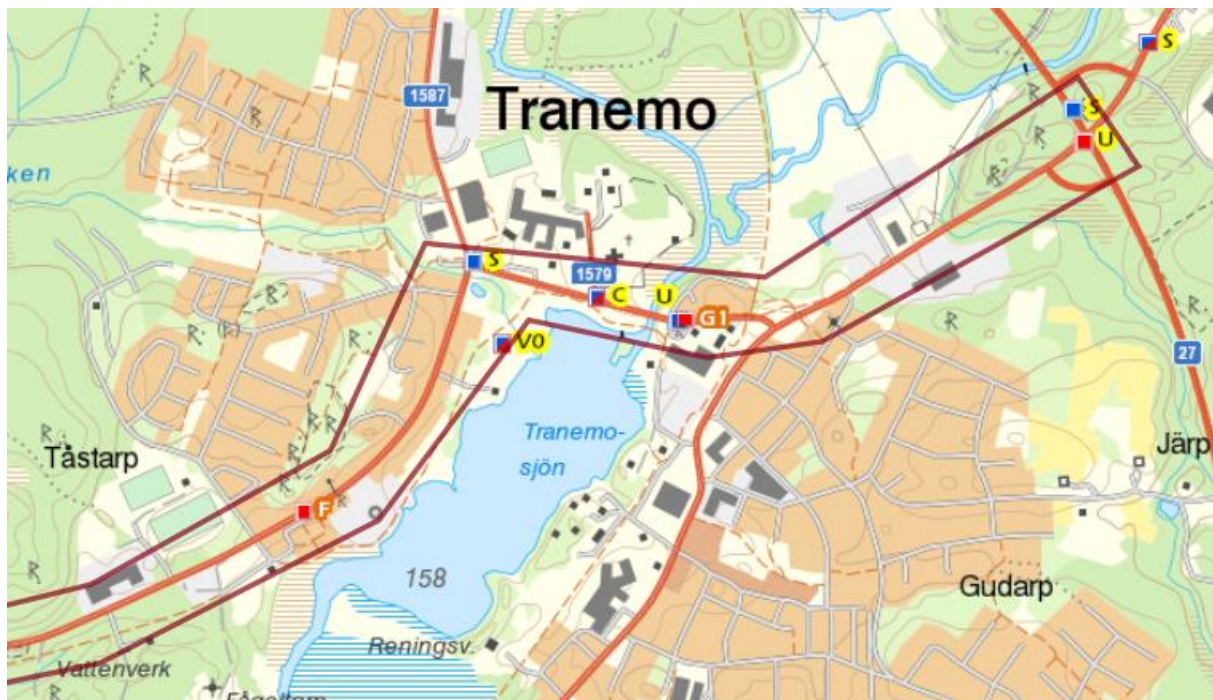 S
1587
Tranemo
S
U
ken
S
1579
C
U
G1
V0
27
Tranemo-
sjön
Järp
Tåstarp
F
158
Gudarp
Reningsv.
Vattenverk